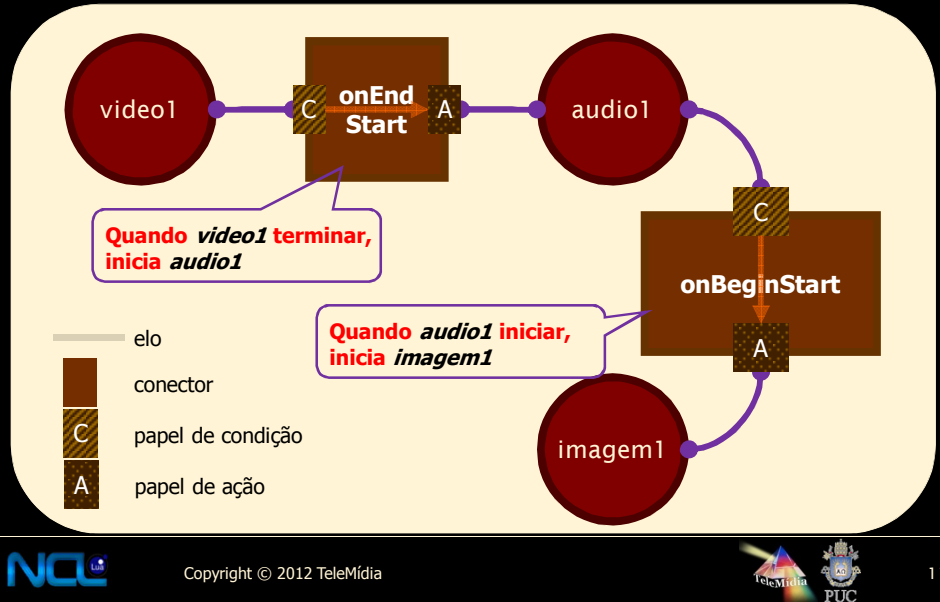 video1
C
onEnd
Start
A
audio1
Quando video1 terminar,
inicia audio1
C
onBeginStart
A
Quando audio1 iniciar,
inicia imagem1
imagem1
elo
conector
C
papel de condição
A
papel de ação
NCL
Lua
Copyright © 2012 TeleMídia
TeleMídia
PUC
1